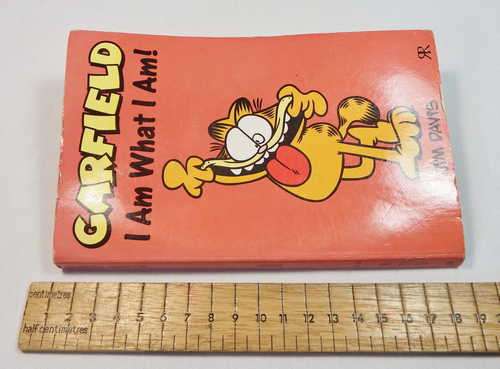 GARFIELD
I Am What I Am!
JIM DAVIS
centimetres
1 2 3 4 5 6 7 8 9 10 11 12 13 14 15 16 17 18 19
half centimetres